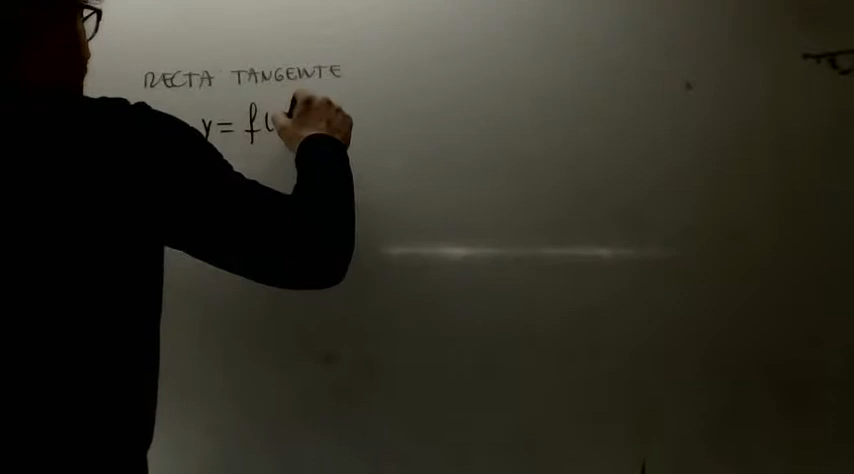 RECTA TANGENTE
y = f(